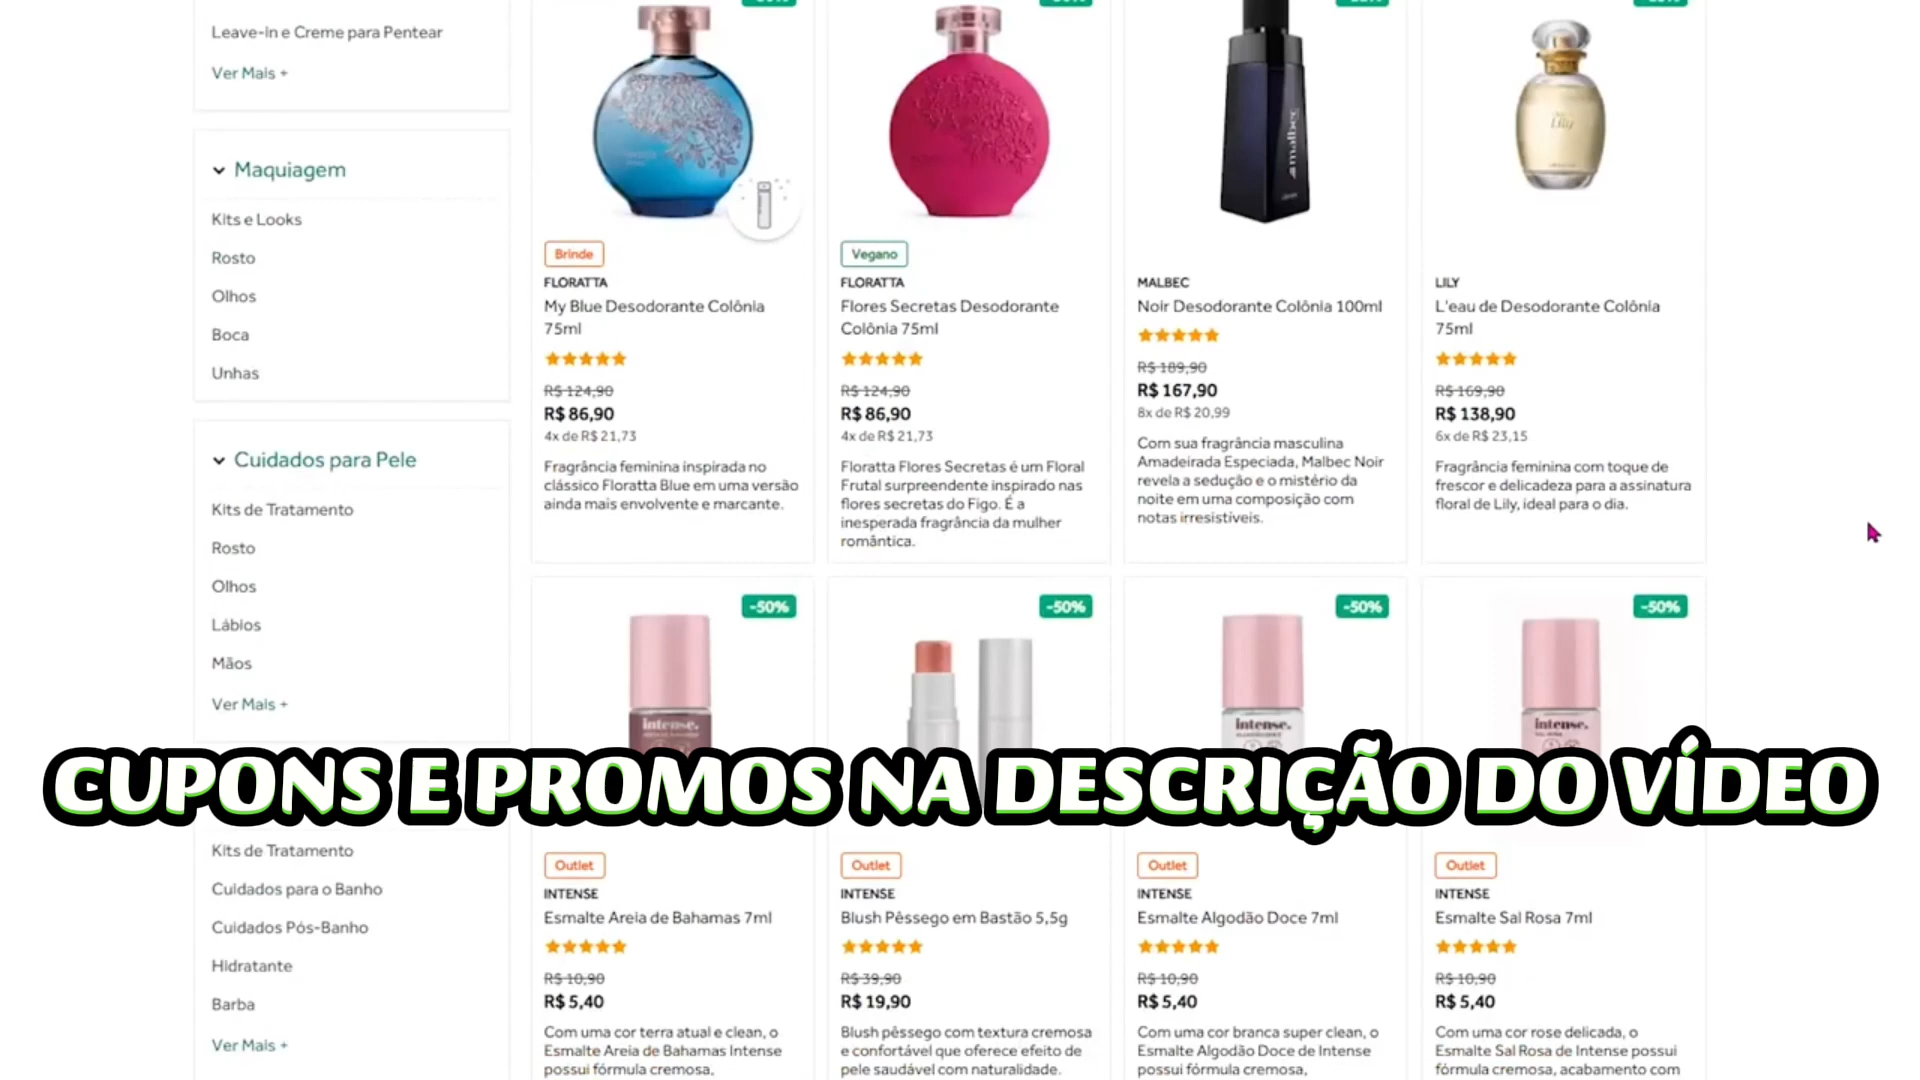 Leave-In e Creme para Pentear
Ver Mais +
Maquiagem
Kits e Looks
Rosto
Olhos
Boca
Unhas
Cuidados para Pele
Kits de Tratamento
Rosto
Olhos
Lábios
Mãos
Ver Mais +
Kits de Tratamento
Cuidados para o Banho
Cuidados Pós-Banho
Hidratante
Barba
Ver Mais +
Brinde
FLORATTA
My Blue Desodorante Colônia
75ml
R$ 124,90
R$ 86,90
4x de R$ 21,73
Fragrância feminina inspirada no
clássico Floratta Blue em uma versão
ainda mais envolvente e marcante.
Vegano
FLORATTA
Flores Secretas Desodorante
Colônia 75ml
R$ 124,90
R$ 86,90
4x de R$ 21,73
Floratta Flores Secretas é um Floral
Frutal surpreendente inspirado nas
flores secretas do Figo. É a
inesperada fragrância da mulher
romântica.
malbec
MALBEC
Noir Desodorante Colônia 100ml
R$ 189,90
R$ 167,90
8x de R$ 20,99
Com sua fragrância masculina
Amadeirada Especiada, Malbec Noir
revela a sedução e o mistério da
noite em uma composição com
notas irresistíveis.
Lily
LILY
L'eau de Desodorante Colônia
75ml
R$ 169,90
R$ 138,90
6x de R$ 23,15
Fragrância feminina com toque de
frescor e delicadeza para a assinatura
floral de Lily, ideal para o dia.
CUPONS E PROMOS NA DESCRIÇÃO DO VÍDEO
-50%
intense.
Outlet
INTENSE
Esmalte Areia de Bahamas 7ml
R$ 10,90
R$ 5,40
Com uma cor terra atual e clean, o
Esmalte Areia de Bahamas Intense
possui fórmula cremosa,
-50%
Outlet
INTENSE
Blush Pêssego em Bastão 5,5g
R$ 39,90
R$ 19,90
Blush pêssego com textura cremosa
e confortável que oferece efeito de
pele saudável com naturalidade.
-50%
intense.
Outlet
INTENSE
Esmalte Algodão Doce 7ml
R$ 10,90
R$ 5,40
Com uma cor branca super clean, o
Esmalte Algodão Doce de Intense
possui fórmula cremosa,
-50%
intense.
Outlet
INTENSE
Esmalte Sal Rosa 7ml
R$ 10,90
R$ 5,40
Com uma cor rose delicada, o
Esmalte Sal Rosa de Intense possui
fórmula cremosa, acabamento com